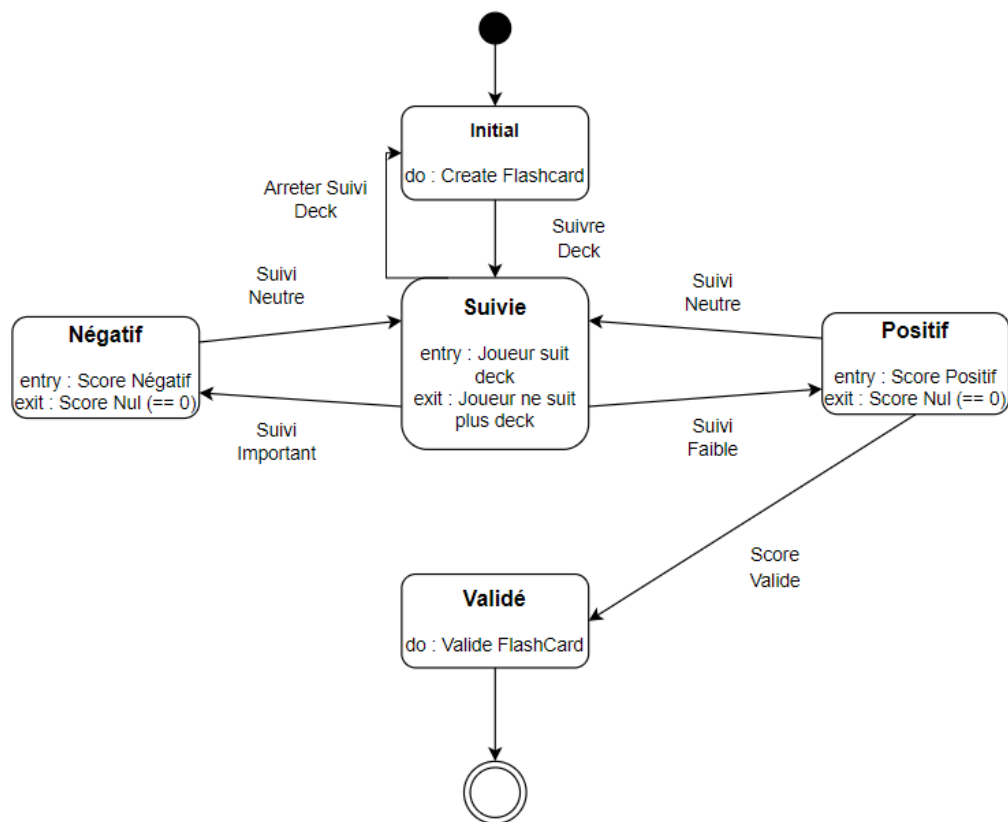 Initial
do : Create Flashcard
Arreter Suivi
Deck
Suivre
Deck
Suivi
Neutre
Suivi
Neutre
Négatif
entry : Score Négatif
exit : Score Nul (== 0)
Suivie
entry : Joueur suit
deck
exit : Joueur ne suit
plus deck
Positif
entry : Score Positif
exit : Score Nul (== 0)
Suivi
Important
Suivi
Faible
Score
Valide
Validé
do : Valide FlashCard